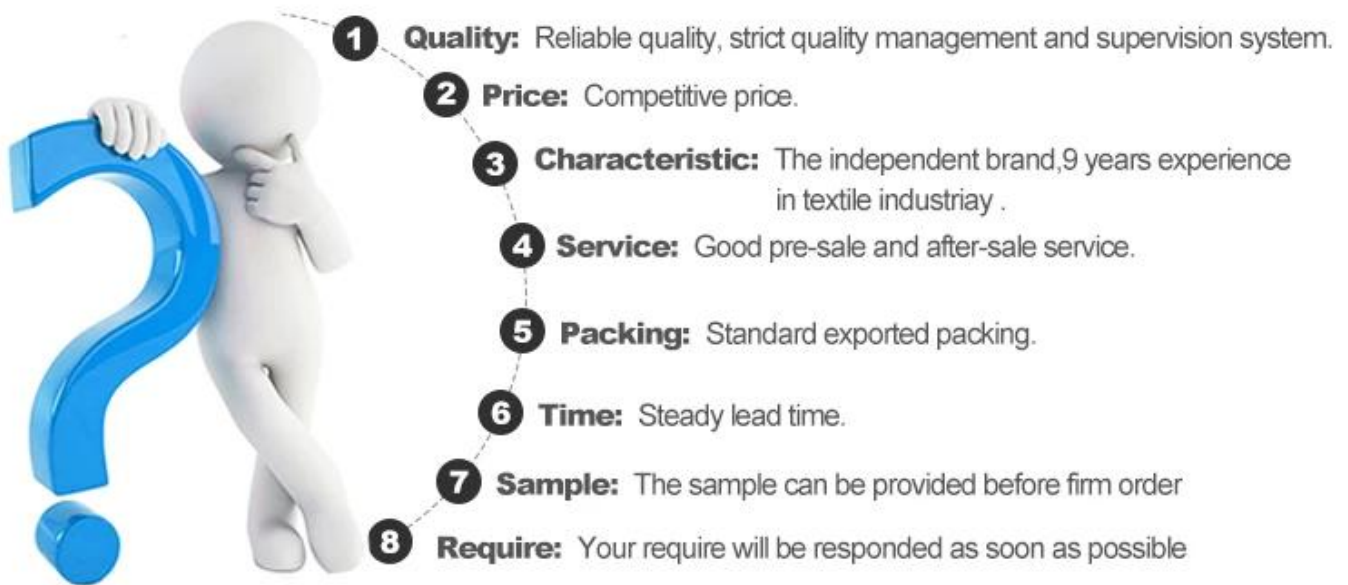 1 Quality: Reliable quality, strict quality management and supervision system.
2 Price: Competitive price.
3 Characteristic: The independent brand,9 years experience
in textile industriay .
4 Service: Good pre-sale and after-sale service.
5 Packing: Standard exported packing.
6 Time: Steady lead time.
7 Sample: The sample can be provided before firm order
8 Require: Your require will be responded as soon as possible